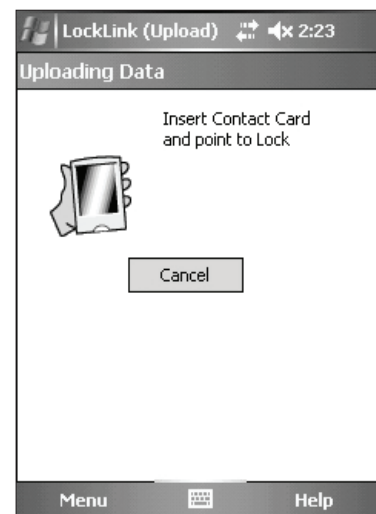 LockLink (Upload) 2:23
Uploading Data
Insert Contact Card
and point to Lock
Cancel
Menu Help